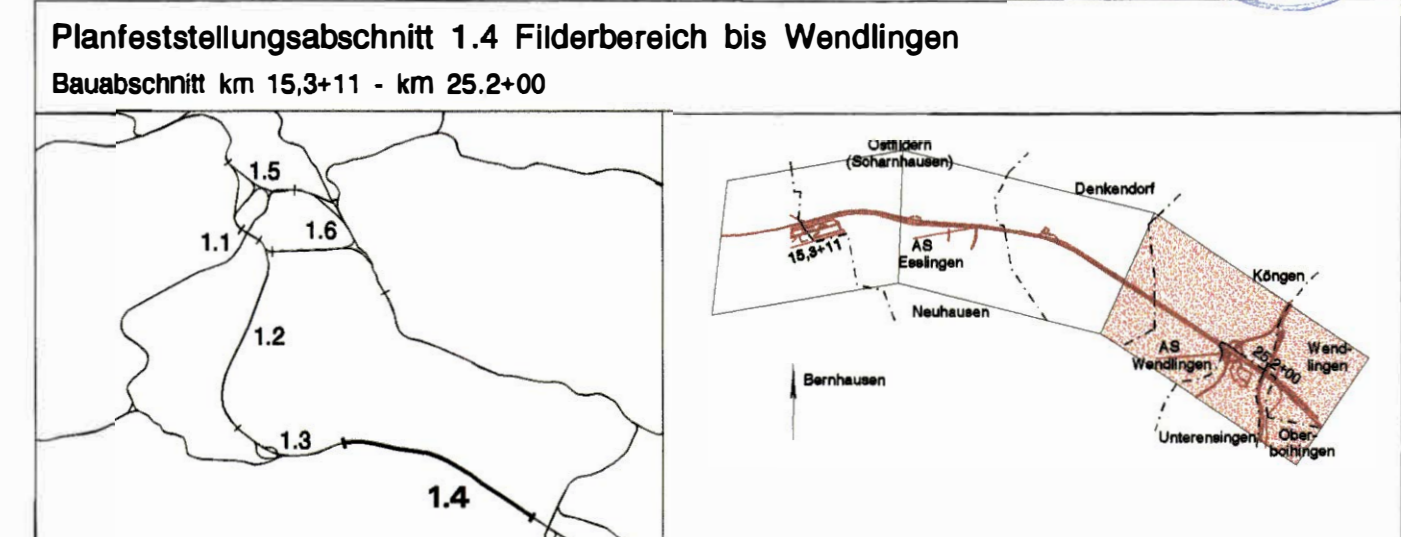 Planfeststellungsabschnitt 1.4 Filderbereich bis Wendlingen
Bauabschnitt km 15,3+11 - km 25.2+00
1.5
1.1
1.6
1.2
1.3
1.4
Ostfildern
(Scharnhausen)
Denkendorf
15,3+11
AS
Esslingen
Neuhausen
Köngen
AS
Wendlingen
25.2+00
Wend-
lingen
Bernhausen
Unterensingen
Ober-
boihingen